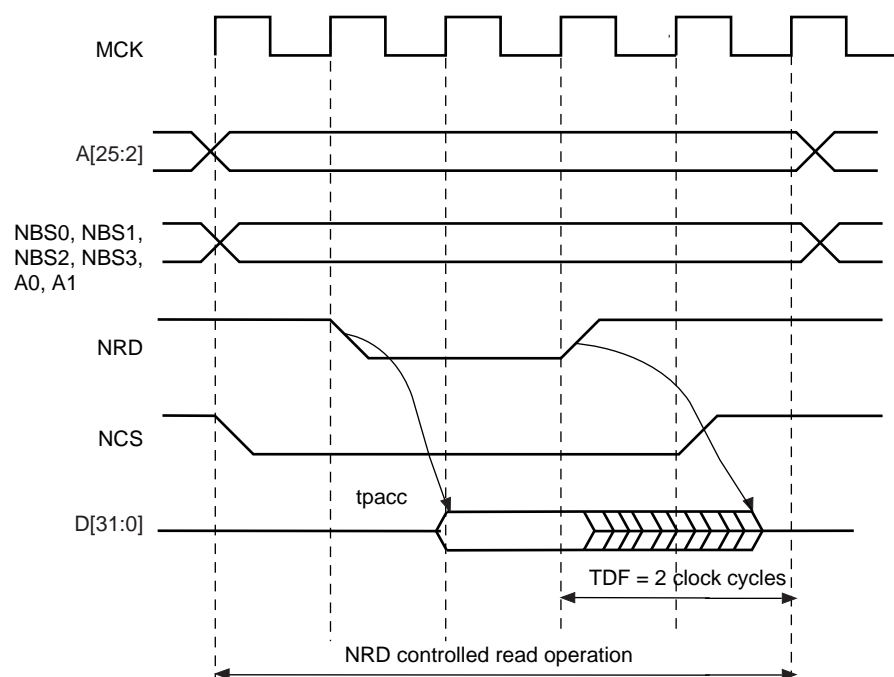 MCK
A[25:2]
NBS0, NBS1,
NBS2, NBS3,
A0, A1
NRD
NCS
tpacc
D[31:0]
TDF = 2 clock cycles
NRD controlled read operation